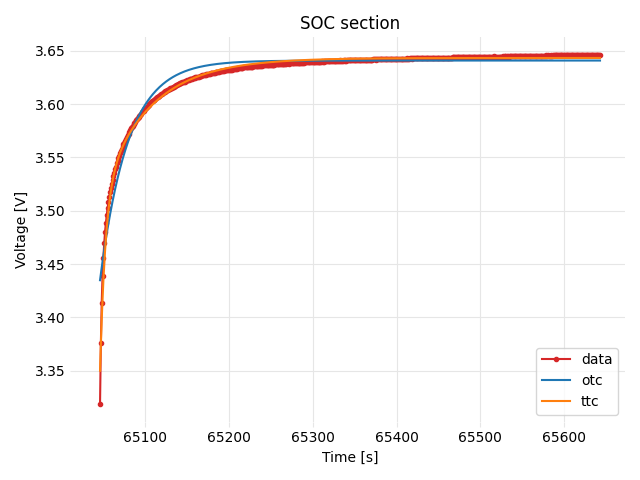 SOC section
Voltage [V]
3.65
3.60
3.55
3.50
3.45
3.40
3.35
65100
65200
65300
65400
65500
65600
Time [s]
data
otc
ttc